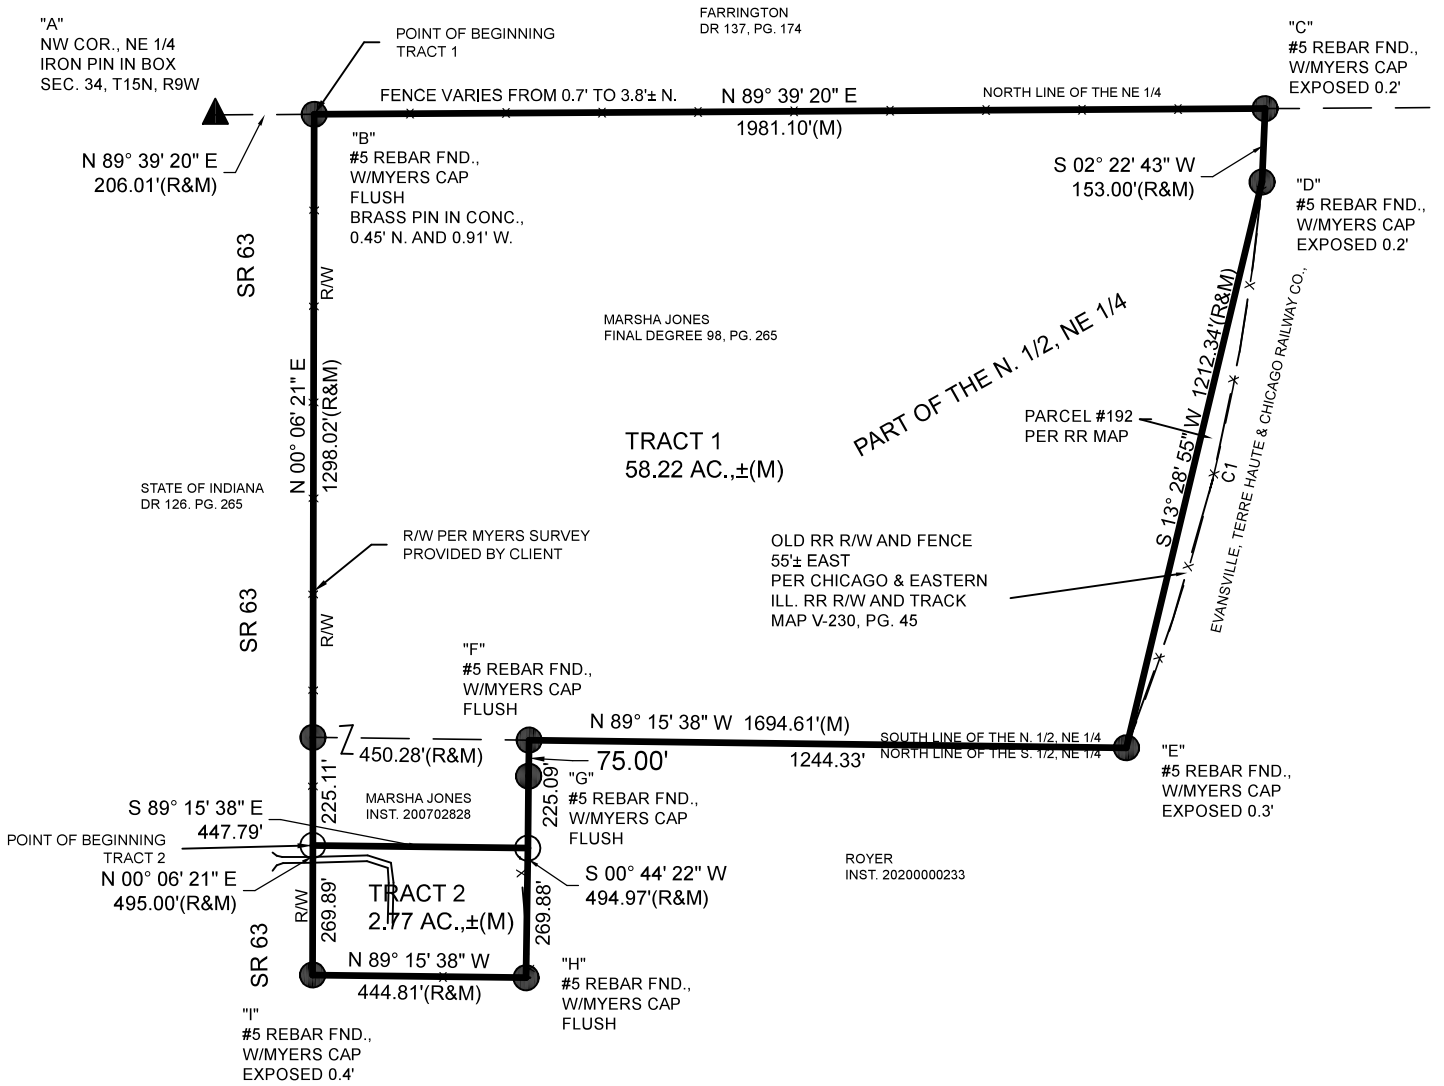 "A"
NW COR., NE 1/4
IRON PIN IN BOX
SEC. 34, T15N, R9W
POINT OF BEGINNING
TRACT 1
FARRINGTON
DR 137, PG. 174
"C"
#5 REBAR FND.,
W/MYERS CAP
EXPOSED 0.2'
FENCE VARIES FROM 0.7' TO 3.8'± N.
N 89° 39' 20" E
1981.10'(M)
NORTH LINE OF THE NE 1/4
N 89° 39' 20" E
206.01'(R&M)
"B"
#5 REBAR FND.,
W/MYERS CAP
FLUSH
BRASS PIN IN CONC.,
0.45' N. AND 0.91' W.
S 02° 22' 43" W
153.00'(R&M)
"D"
#5 REBAR FND.,
W/MYERS CAP
EXPOSED 0.2'
SR 63
R/W
MARSHA JONES
FINAL DEGREE 98, PG. 265
PART OF THE N. 1/2, NE 1/4
S 13° 28' 55" W 1212.34'(R&M)
EVANSVILLE, TERRE HAUTE & CHICAGO RAILWAY CO.,
C1
N 00° 06' 21" E
1298.02'(R&M)
PARCEL #192
PER RR MAP
TRACT 1
58.22 AC.,±(M)
STATE OF INDIANA
DR 126. PG. 265
R/W PER MYERS SURVEY
PROVIDED BY CLIENT
OLD RR R/W AND FENCE
55'± EAST
PER CHICAGO & EASTERN
ILL. RR R/W AND TRACK
MAP V-230, PG. 45
SR 63
R/W
"F"
#5 REBAR FND.,
W/MYERS CAP
FLUSH
N 89° 15' 38" W 1694.61'(M)
1244.33'
SOUTH LINE OF THE N. 1/2, NE 1/4
NORTH LINE OF THE S. 1/2, NE 1/4
450.28'(R&M)
75.00'
"E"
#5 REBAR FND.,
W/MYERS CAP
EXPOSED 0.3'
225.11'
225.09'
"G"
#5 REBAR FND.,
W/MYERS CAP
FLUSH
MARSHA JONES
INST. 200702828
S 89° 15' 38" E
447.79'
POINT OF BEGINNING
TRACT 2
N 00° 06' 21" E
495.00'(R&M)
S 00° 44' 22" W
494.97'(R&M)
ROYER
INST. 20200000233
TRACT 2
2.77 AC.,±(M)
R/W
269.89'
269.88'
SR 63
N 89° 15' 38" W
444.81'(R&M)
"H"
#5 REBAR FND.,
W/MYERS CAP
FLUSH
"I"
#5 REBAR FND.,
W/MYERS CAP
EXPOSED 0.4'